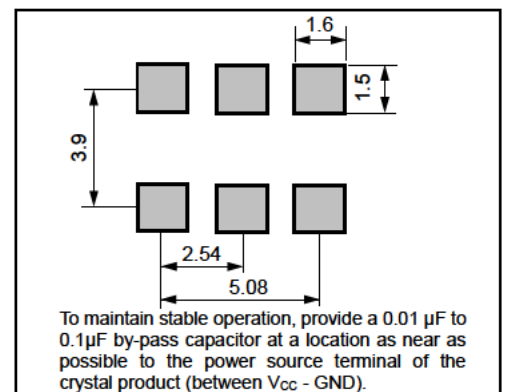 1.6
1.5
3.9
2.54
5.08
To maintain stable operation, provide a 0.01 µF to
0.1µF by-pass capacitor at a location as near as
possible to the power source terminal of the
crystal product (between VCC - GND).